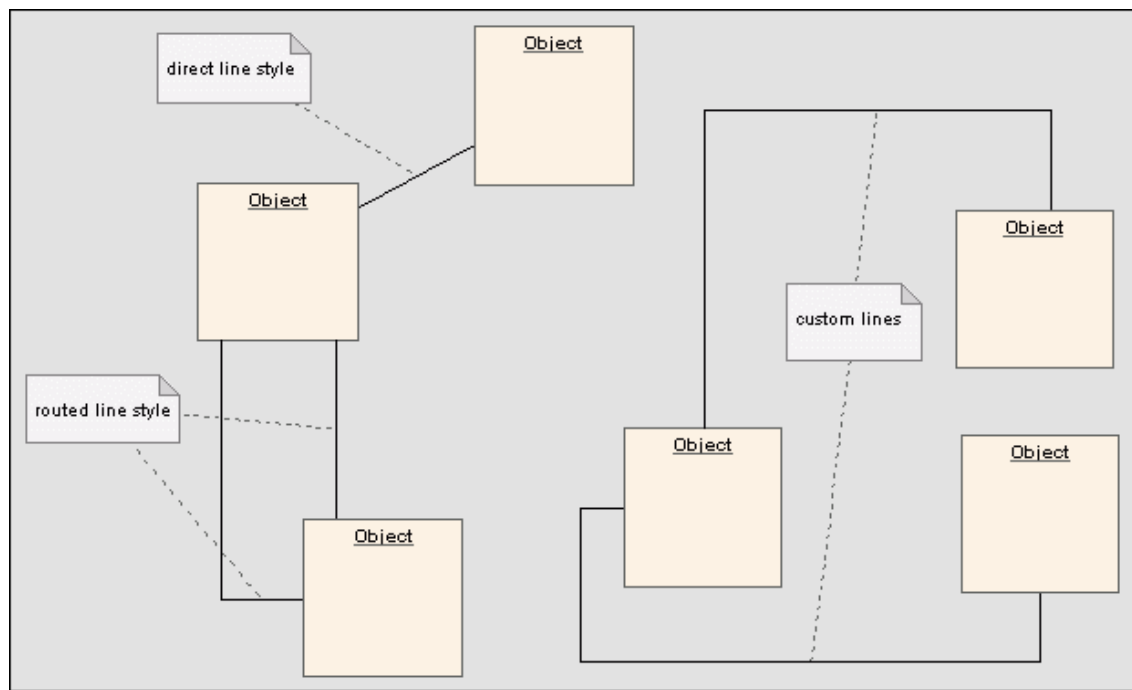 Object
direct line style
Object
Object
custom lines
routed line style
Object
Object
Object